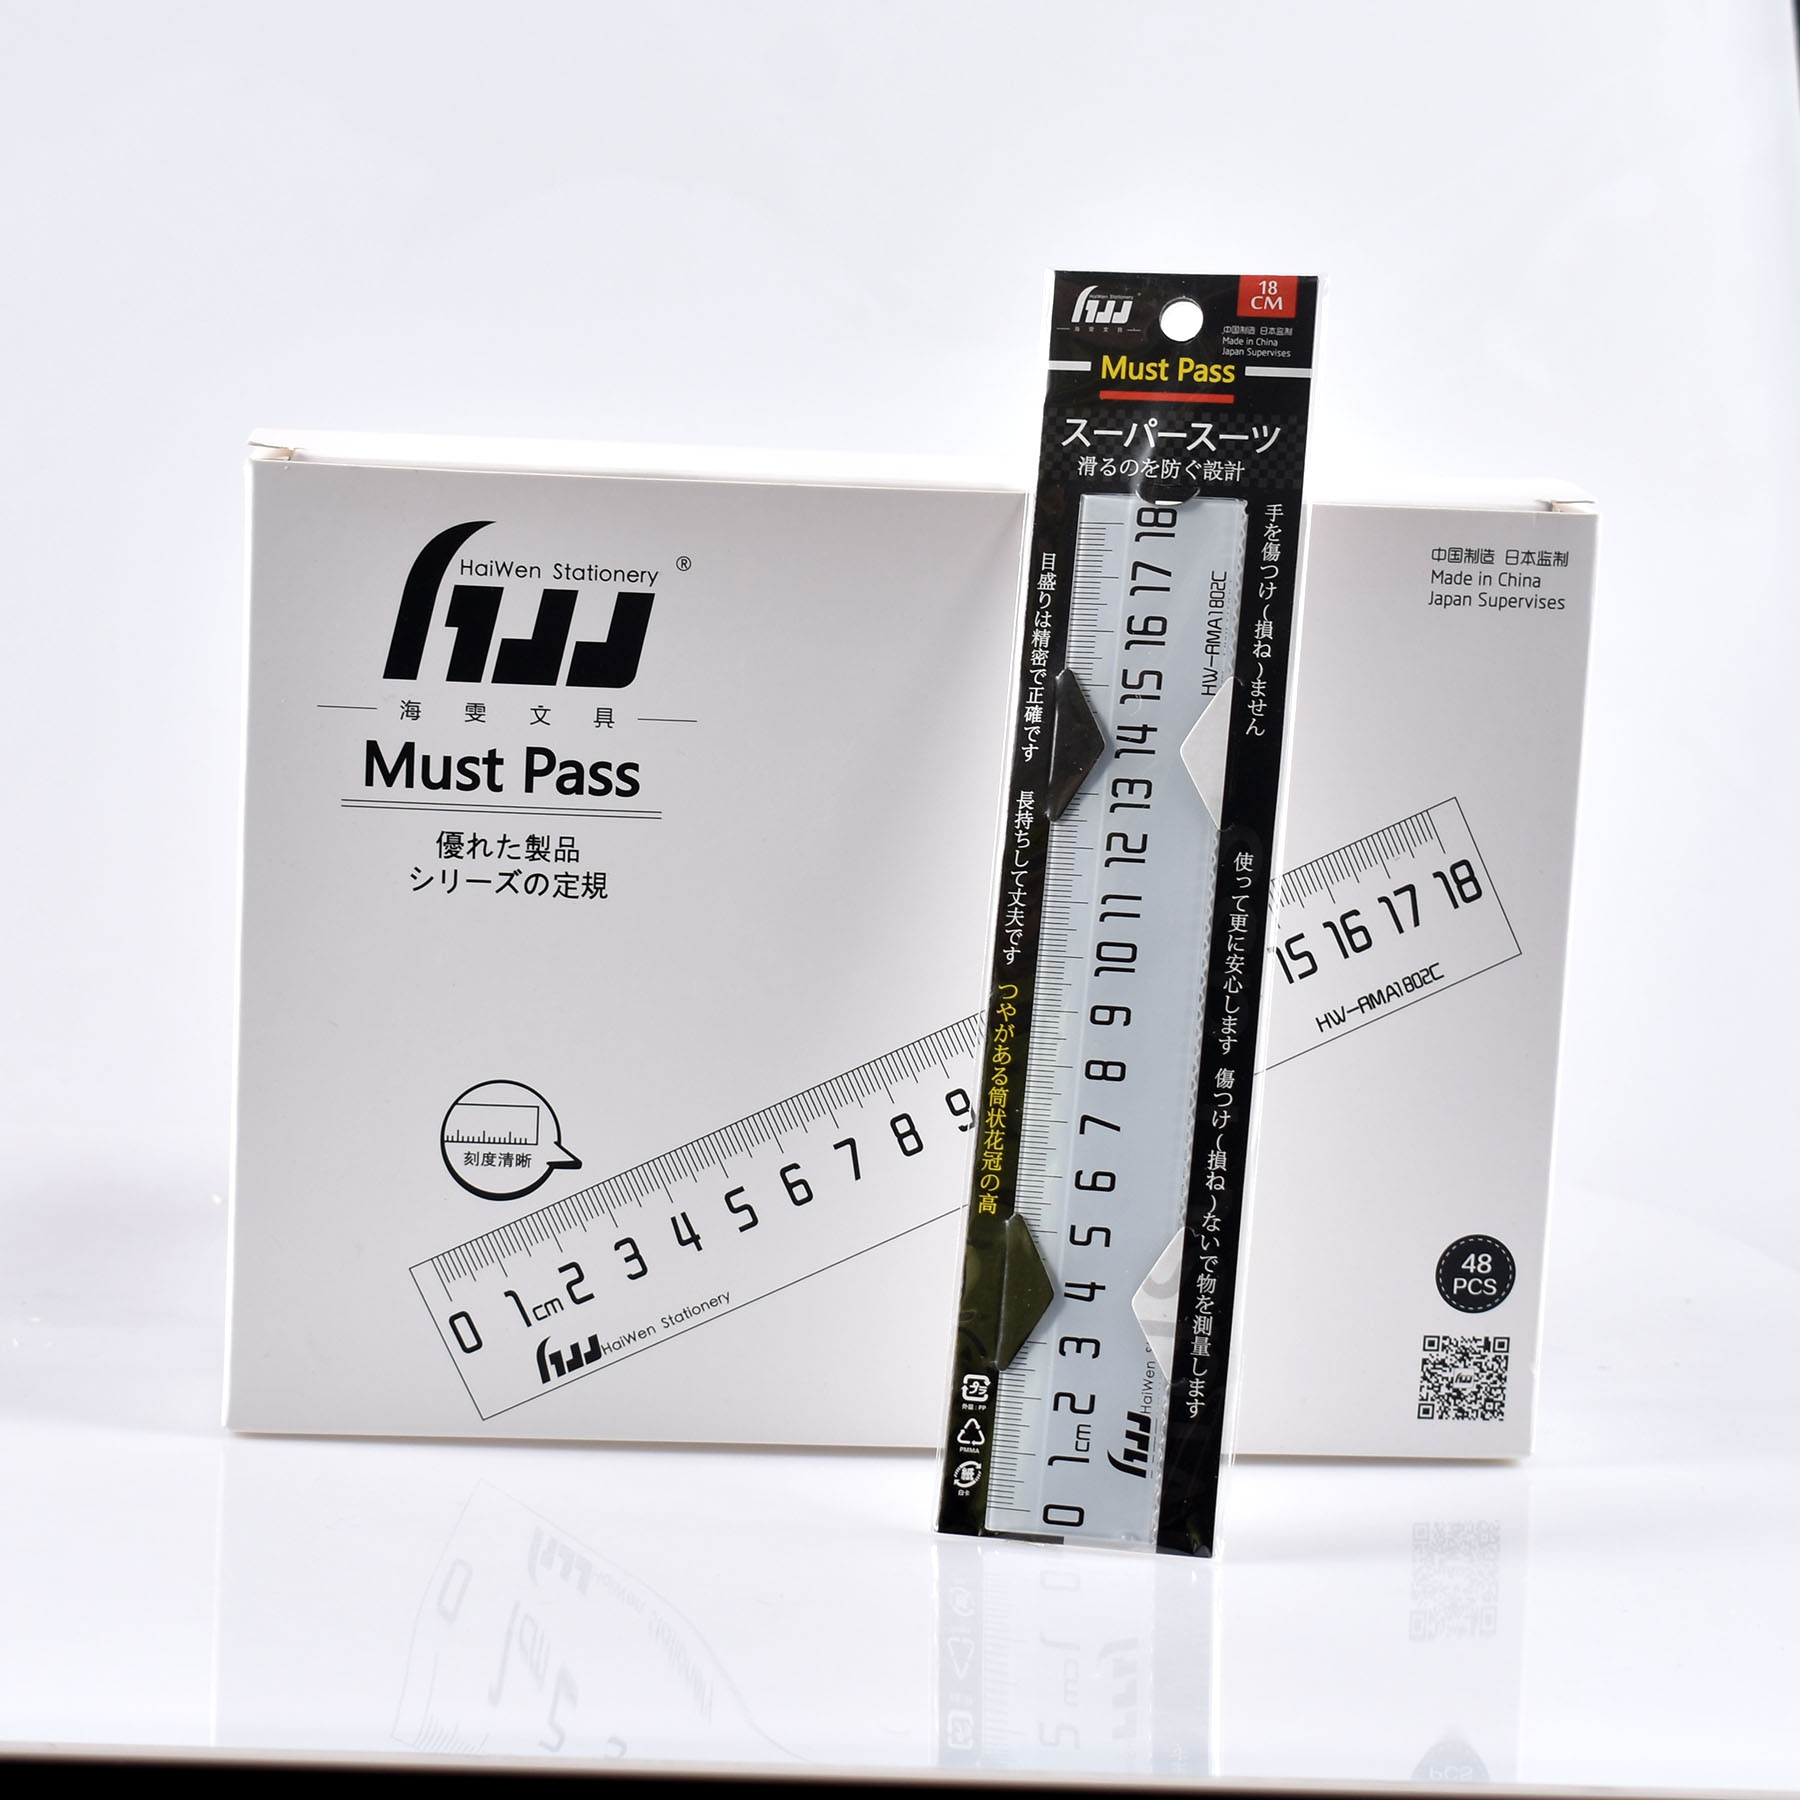 HaiWen Stationery ®
海雯文具
Must Pass
優れた製品
シリーズの定規
中国制造 日本监制
Made in China
Japan Supervises
刻度清晰
0 1cm 2 3 4 5 6 7 8 9
15 16 17 18
HaiWen Stationery
HW-AMA1802C
48
PCS
HaiWen Stationery
海雯文具
18
CM
中国制造 日本监制
Made in China
Japan Supervises
Must Pass
スーパースーツ
滑るのを防ぐ設計
手を傷つけ(損ね)ません
使って更に安心します
傷つけ(損ね)ないで物を測量します
目盛りは精密で正確です
長持ちして丈夫です
つやがある筒状花冠の高
0 1cm 2 3 4 5 6 7 8 9 10 11 12 13 14 15 16 17 18
HW-AMA1802C
HaiWen
プラ
外装:PP
PMMA
紙
白卡